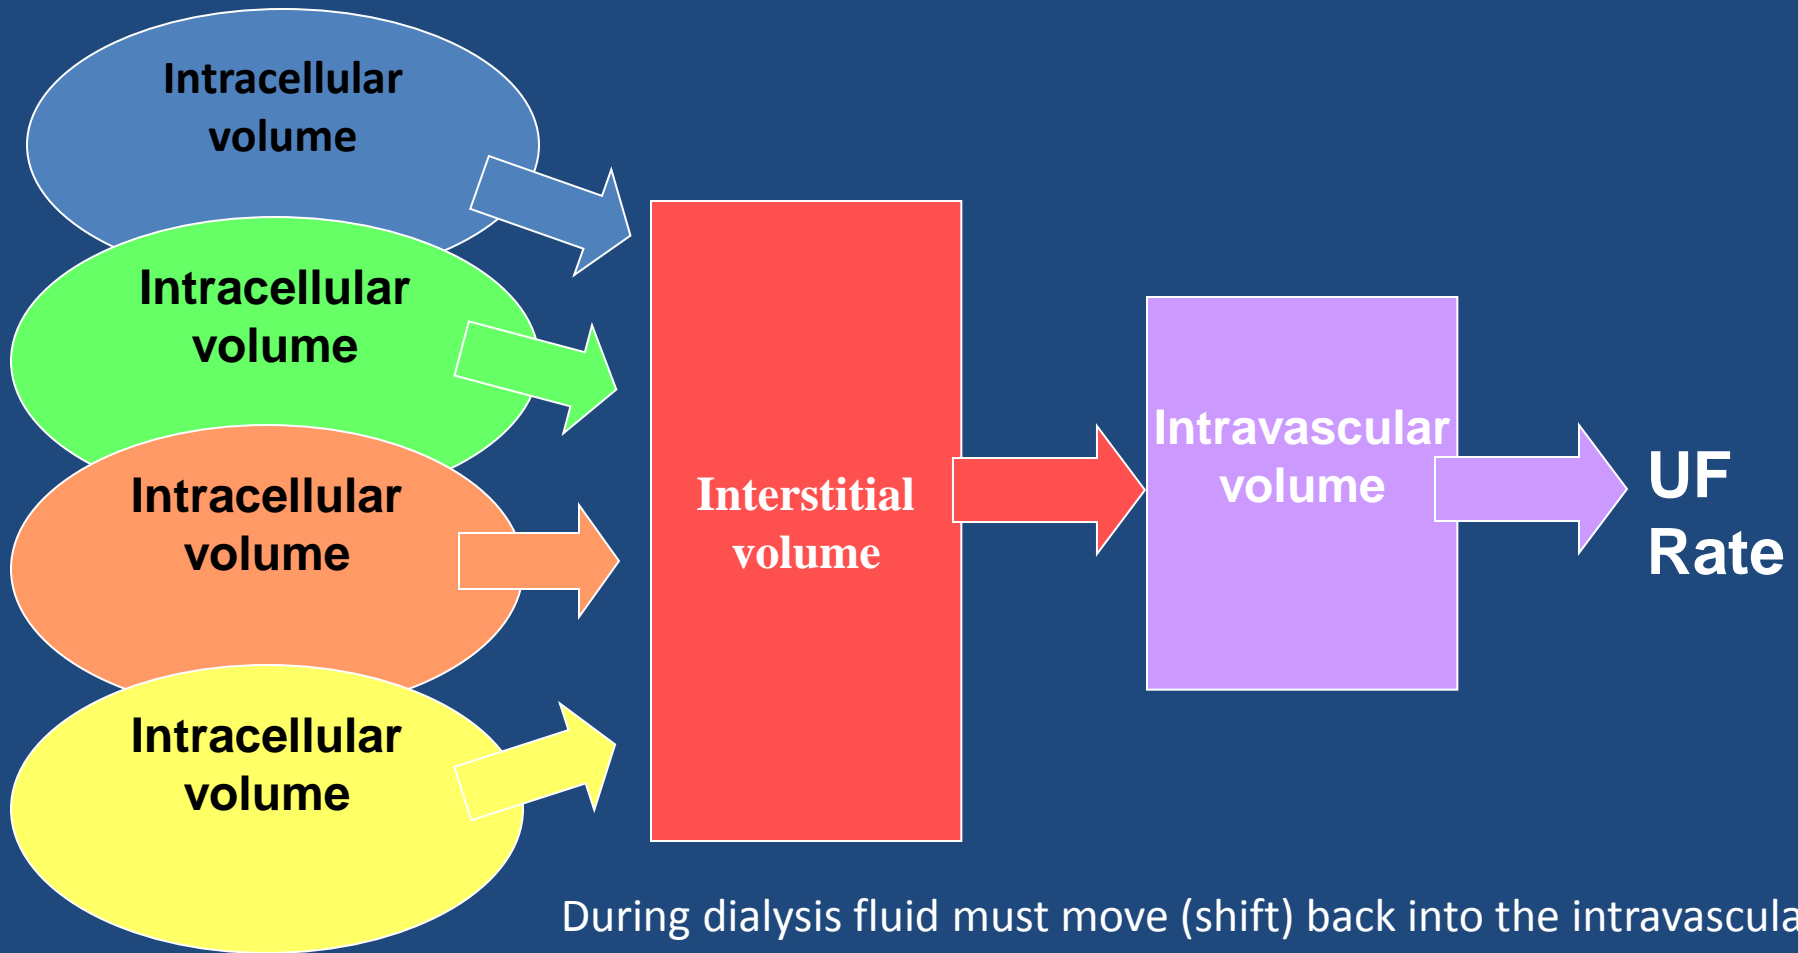 Intracellular
volume
Intracellular
volume
Intracellular
volume
Intracellular
volume
Interstitial
volume
Intravascular
volume
UF
Rate
During dialysis fluid must move (shift) back into the intravascula